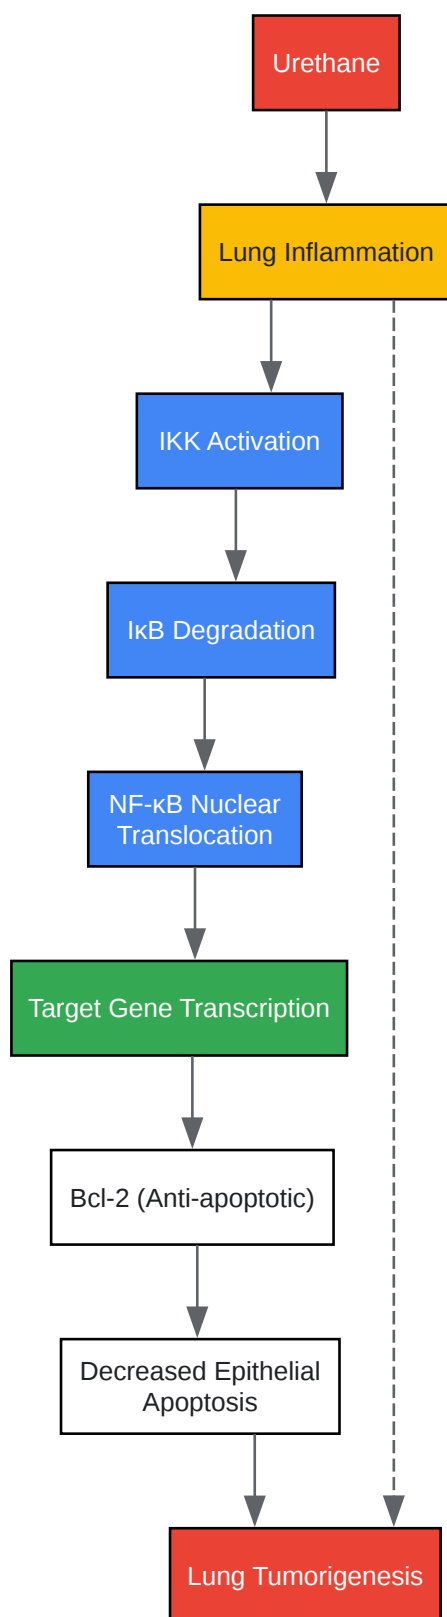 Urethane
Lung Inflammation
IKK Activation
IκB Degradation
NF-κB Nuclear
Translocation
Target Gene Transcription
Bcl-2 (Anti-apoptotic)
Decreased Epithelial
Apoptosis
Lung Tumorigenesis